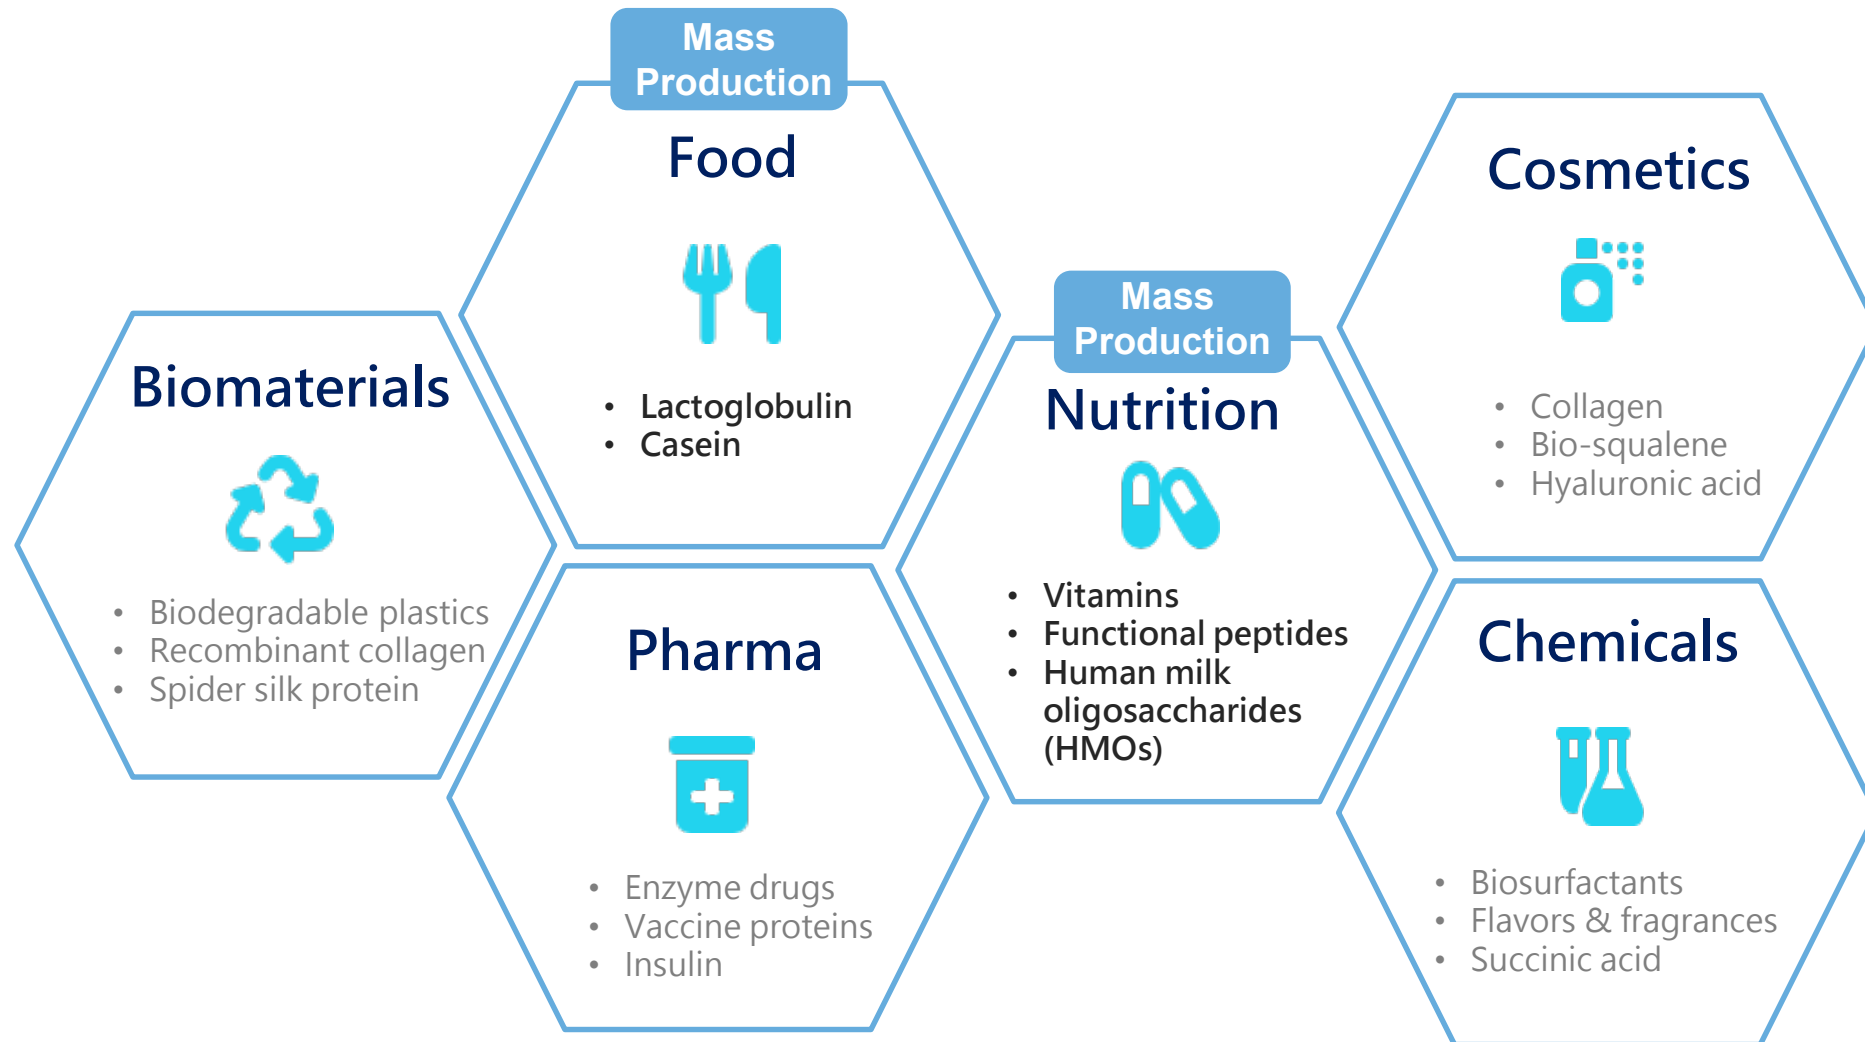 Mass
Production
Food
• Lactoglobulin
• Casein
Cosmetics
• Collagen
• Bio-squalene
• Hyaluronic acid
Biomaterials
• Biodegradable plastics
• Recombinant collagen
• Spider silk protein
Mass
Production
Nutrition
• Vitamins
• Functional peptides
• Human milk
oligosaccharides
(HMOs)
Pharma
• Enzyme drugs
• Vaccine proteins
• Insulin
Chemicals
• Biosurfactants
• Flavors & fragrances
• Succinic acid